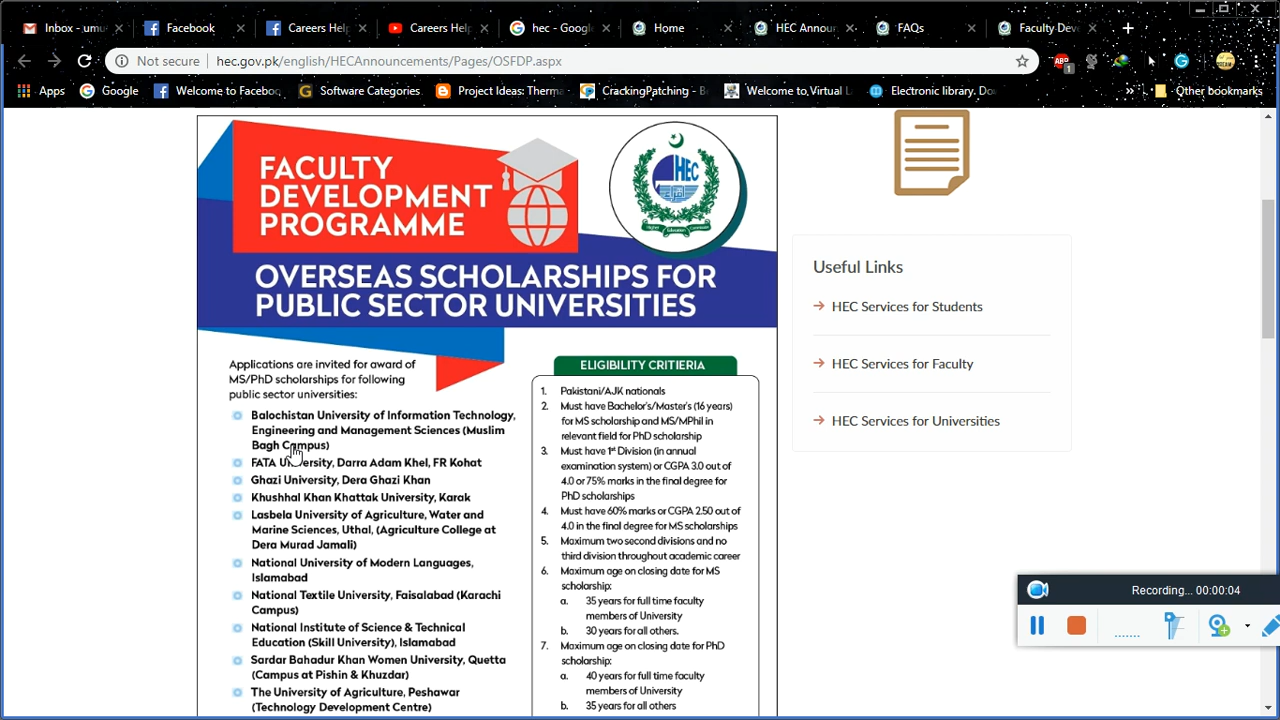 Inbox - umu
Facebook
Careers Help
Careers Help
hec - Google
Home
HEC Announ
FAQs
Faculty Deve
Not secure
hec.gov.pk/english/HECAnnouncements/Pages/OSFDP.aspx
Apps
Google
Welcome to Faceboo
Software Categories
Project Ideas: Therma
CrackingPatching - B
Welcome to Virtual L
Electronic library. Do
Other bookmarks
FACULTY
DEVELOPMENT
PROGRAMME
HEC
OVERSEAS SCHOLARSHIPS FOR
PUBLIC SECTOR UNIVERSITIES
Applications are invited for award of
MS/PhD scholarships for following
public sector universities:
Balochistan University of Information Technology,
Engineering and Management Sciences (Muslim
Bagh Campus)
FATA University, Darra Adam Khel, FR Kohat
Ghazi University, Dera Ghazi Khan
Khushhal Khan Khattak University, Karak
Lasbela University of Agriculture, Water and
Marine Sciences, Uthal, (Agriculture College at
Dera Murad Jamali)
National University of Modern Languages,
Islamabad
National Textile University, Faisalabad (Karachi
Campus)
National Institute of Science & Technical
Education (Skill University), Islamabad
Sardar Bahadur Khan Women University, Quetta
(Campus at Pishin & Khuzdar)
The University of Agriculture, Peshawar
(Technology Development Centre)
ELIGIBILITY CRITIERIA
1. Pakistani/AJK nationals
2. Must have Bachelor's/Master's (16 years)
for MS scholarship and MS/MPhil in
relevant field for PhD scholarship
3. Must have 1st Division (in annual
examination system) or CGPA 3.0 out of
4.0 or 75% marks in the final degree for
PhD scholarships
4. Must have 60% marks or CGPA 2.50 out of
4.0 in the final degree for MS scholarships
5. Maximum two second divisions and no
third division throughout academic career
6. Maximum age on closing date for MS
scholarship:
a. 35 years for full time faculty
members of University
b. 30 years for all others.
7. Maximum age on closing date for PhD
scholarship:
a. 40 years for full time faculty
members of University
b. 35 years for all others
Useful Links
HEC Services for Students
HEC Services for Faculty
HEC Services for Universities
Recording... 00:00:04